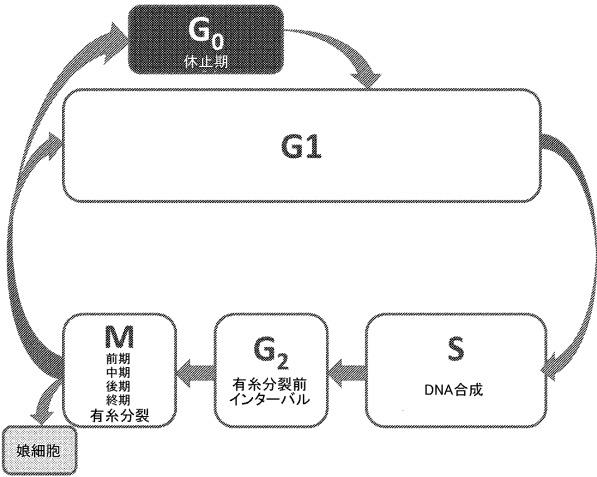 G0
休止期
G1
M
前期
中期
後期
終期
有糸分裂
G2
有糸分裂前
インターバル
S
DNA合成
娘細胞